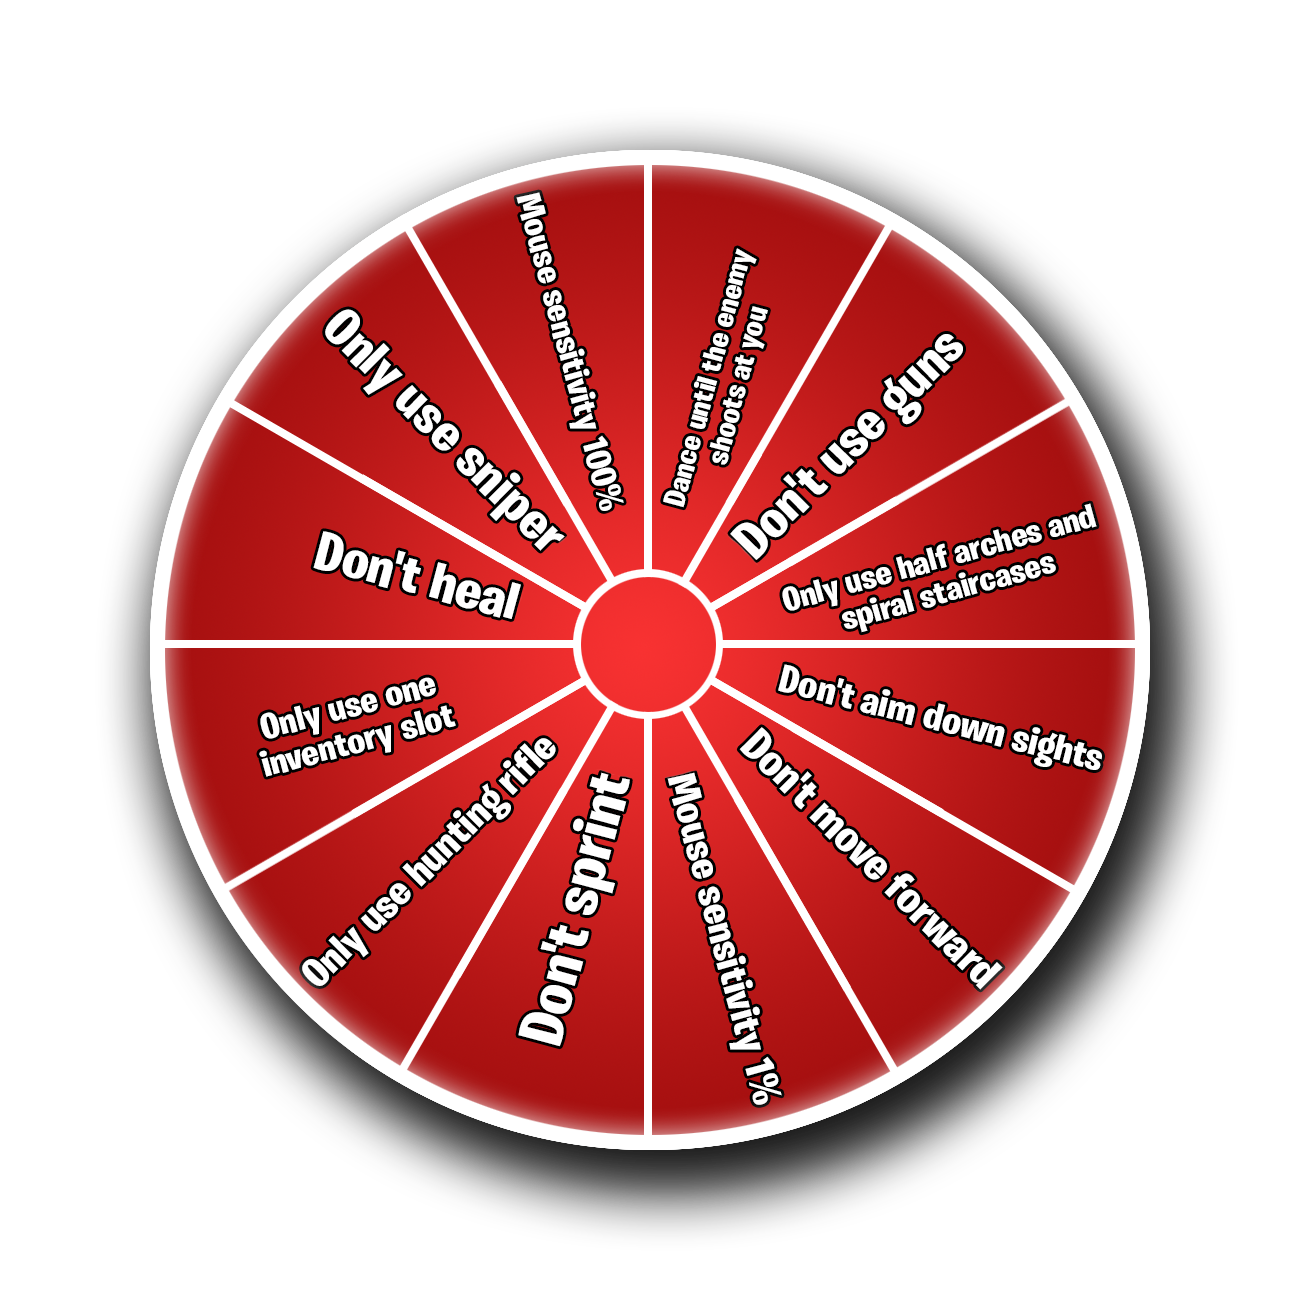 Dance until the enemy
shoots at you
Don't use guns
Only use half arches and
spiral staircases
Don't aim down sights
Don't move forward
Mouse sensitivity 1%
Don't sprint
Only use hunting rifle
Only use one
inventory slot
Don't heal
Only use sniper
Mouse sensitivity 100%